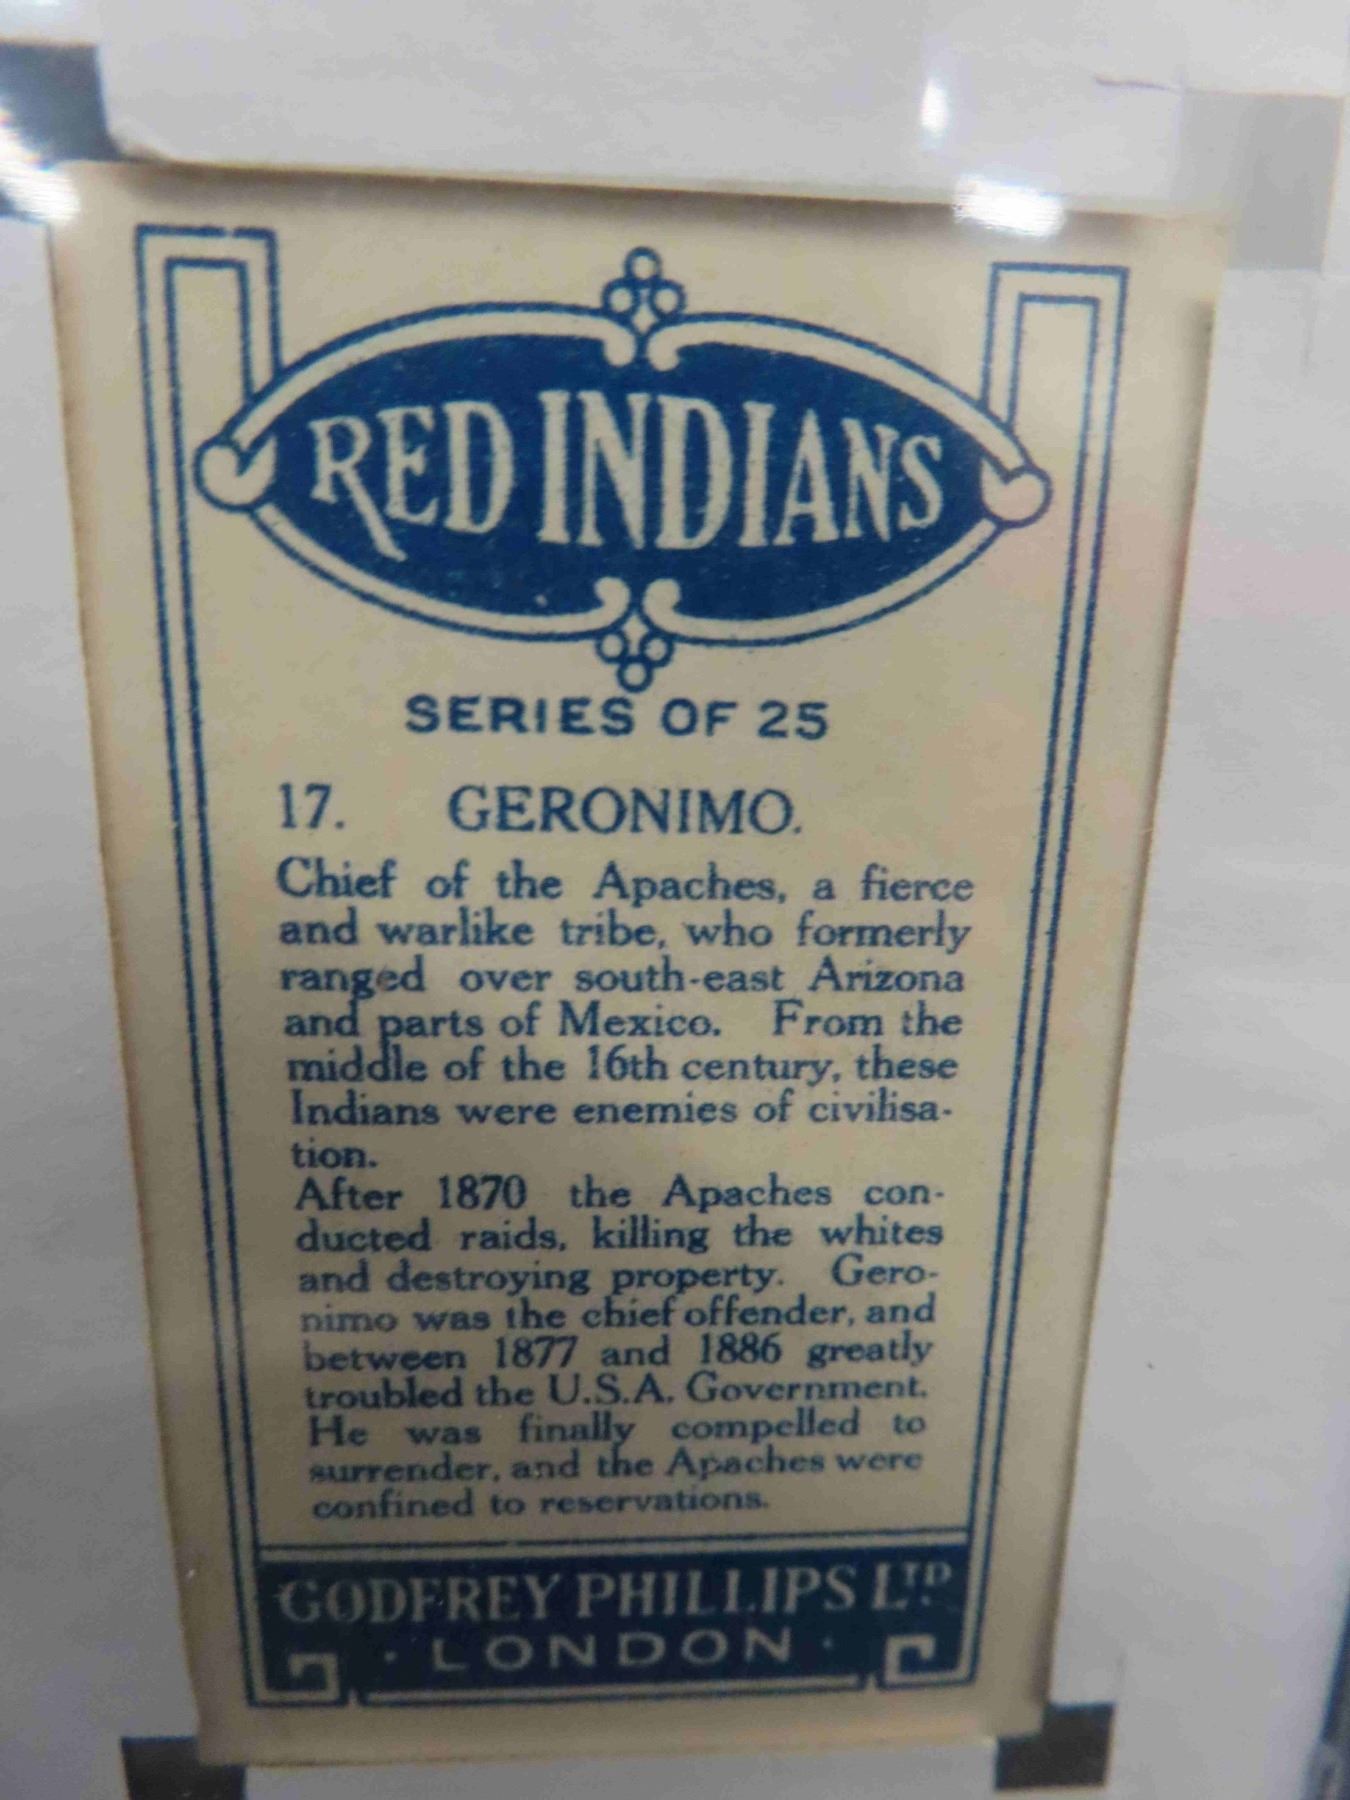 RED INDIANS
SERIES OF 25
17. GERONIMO.
Chief of the Apaches, a fierce
and warlike tribe, who formerly
ranged over south-east Arizona
and parts of Mexico. From the
middle of the 16th century, these
Indians were enemies of civilisa-
tion.
After 1870 the Apaches con-
ducted raids, killing the whites
and destroying property. Gero-
nimo was the chief offender, and
between 1877 and 1886 greatly
troubled the U.S.A. Government.
He was finally compelled to
surrender, and the Apaches were
confined to reservations.
GODFREY PHILLIPS LTD
· LONDON ·